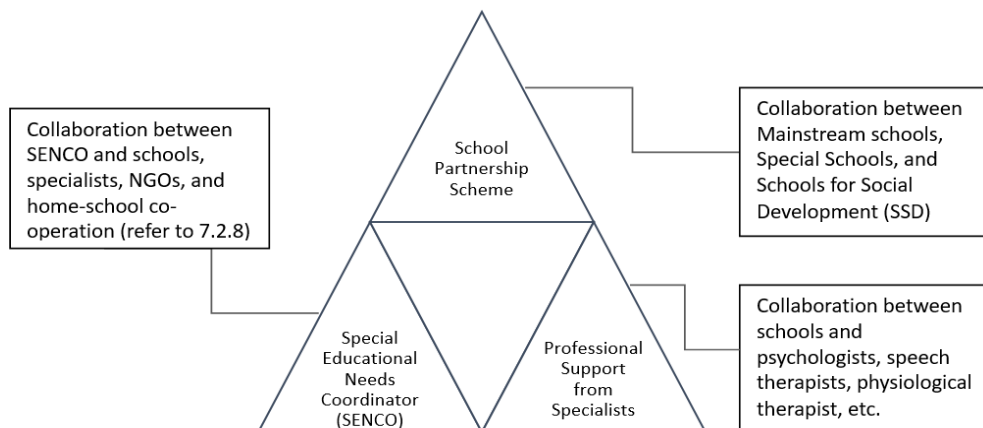 School
Partnership
Scheme
Collaboration between
Mainstream schools,
Special Schools, and
Schools for Social
Development (SSD)
Collaboration between
SENCO and schools,
specialists, NGOs, and
home-school co-
operation (refer to 7.2.8)
Special
Educational
Needs
Coordinator
(SENCO)
Professional
Support
from
Specialists
Collaboration between
schools and
psychologists, speech
therapists, physiological
therapist, etc.